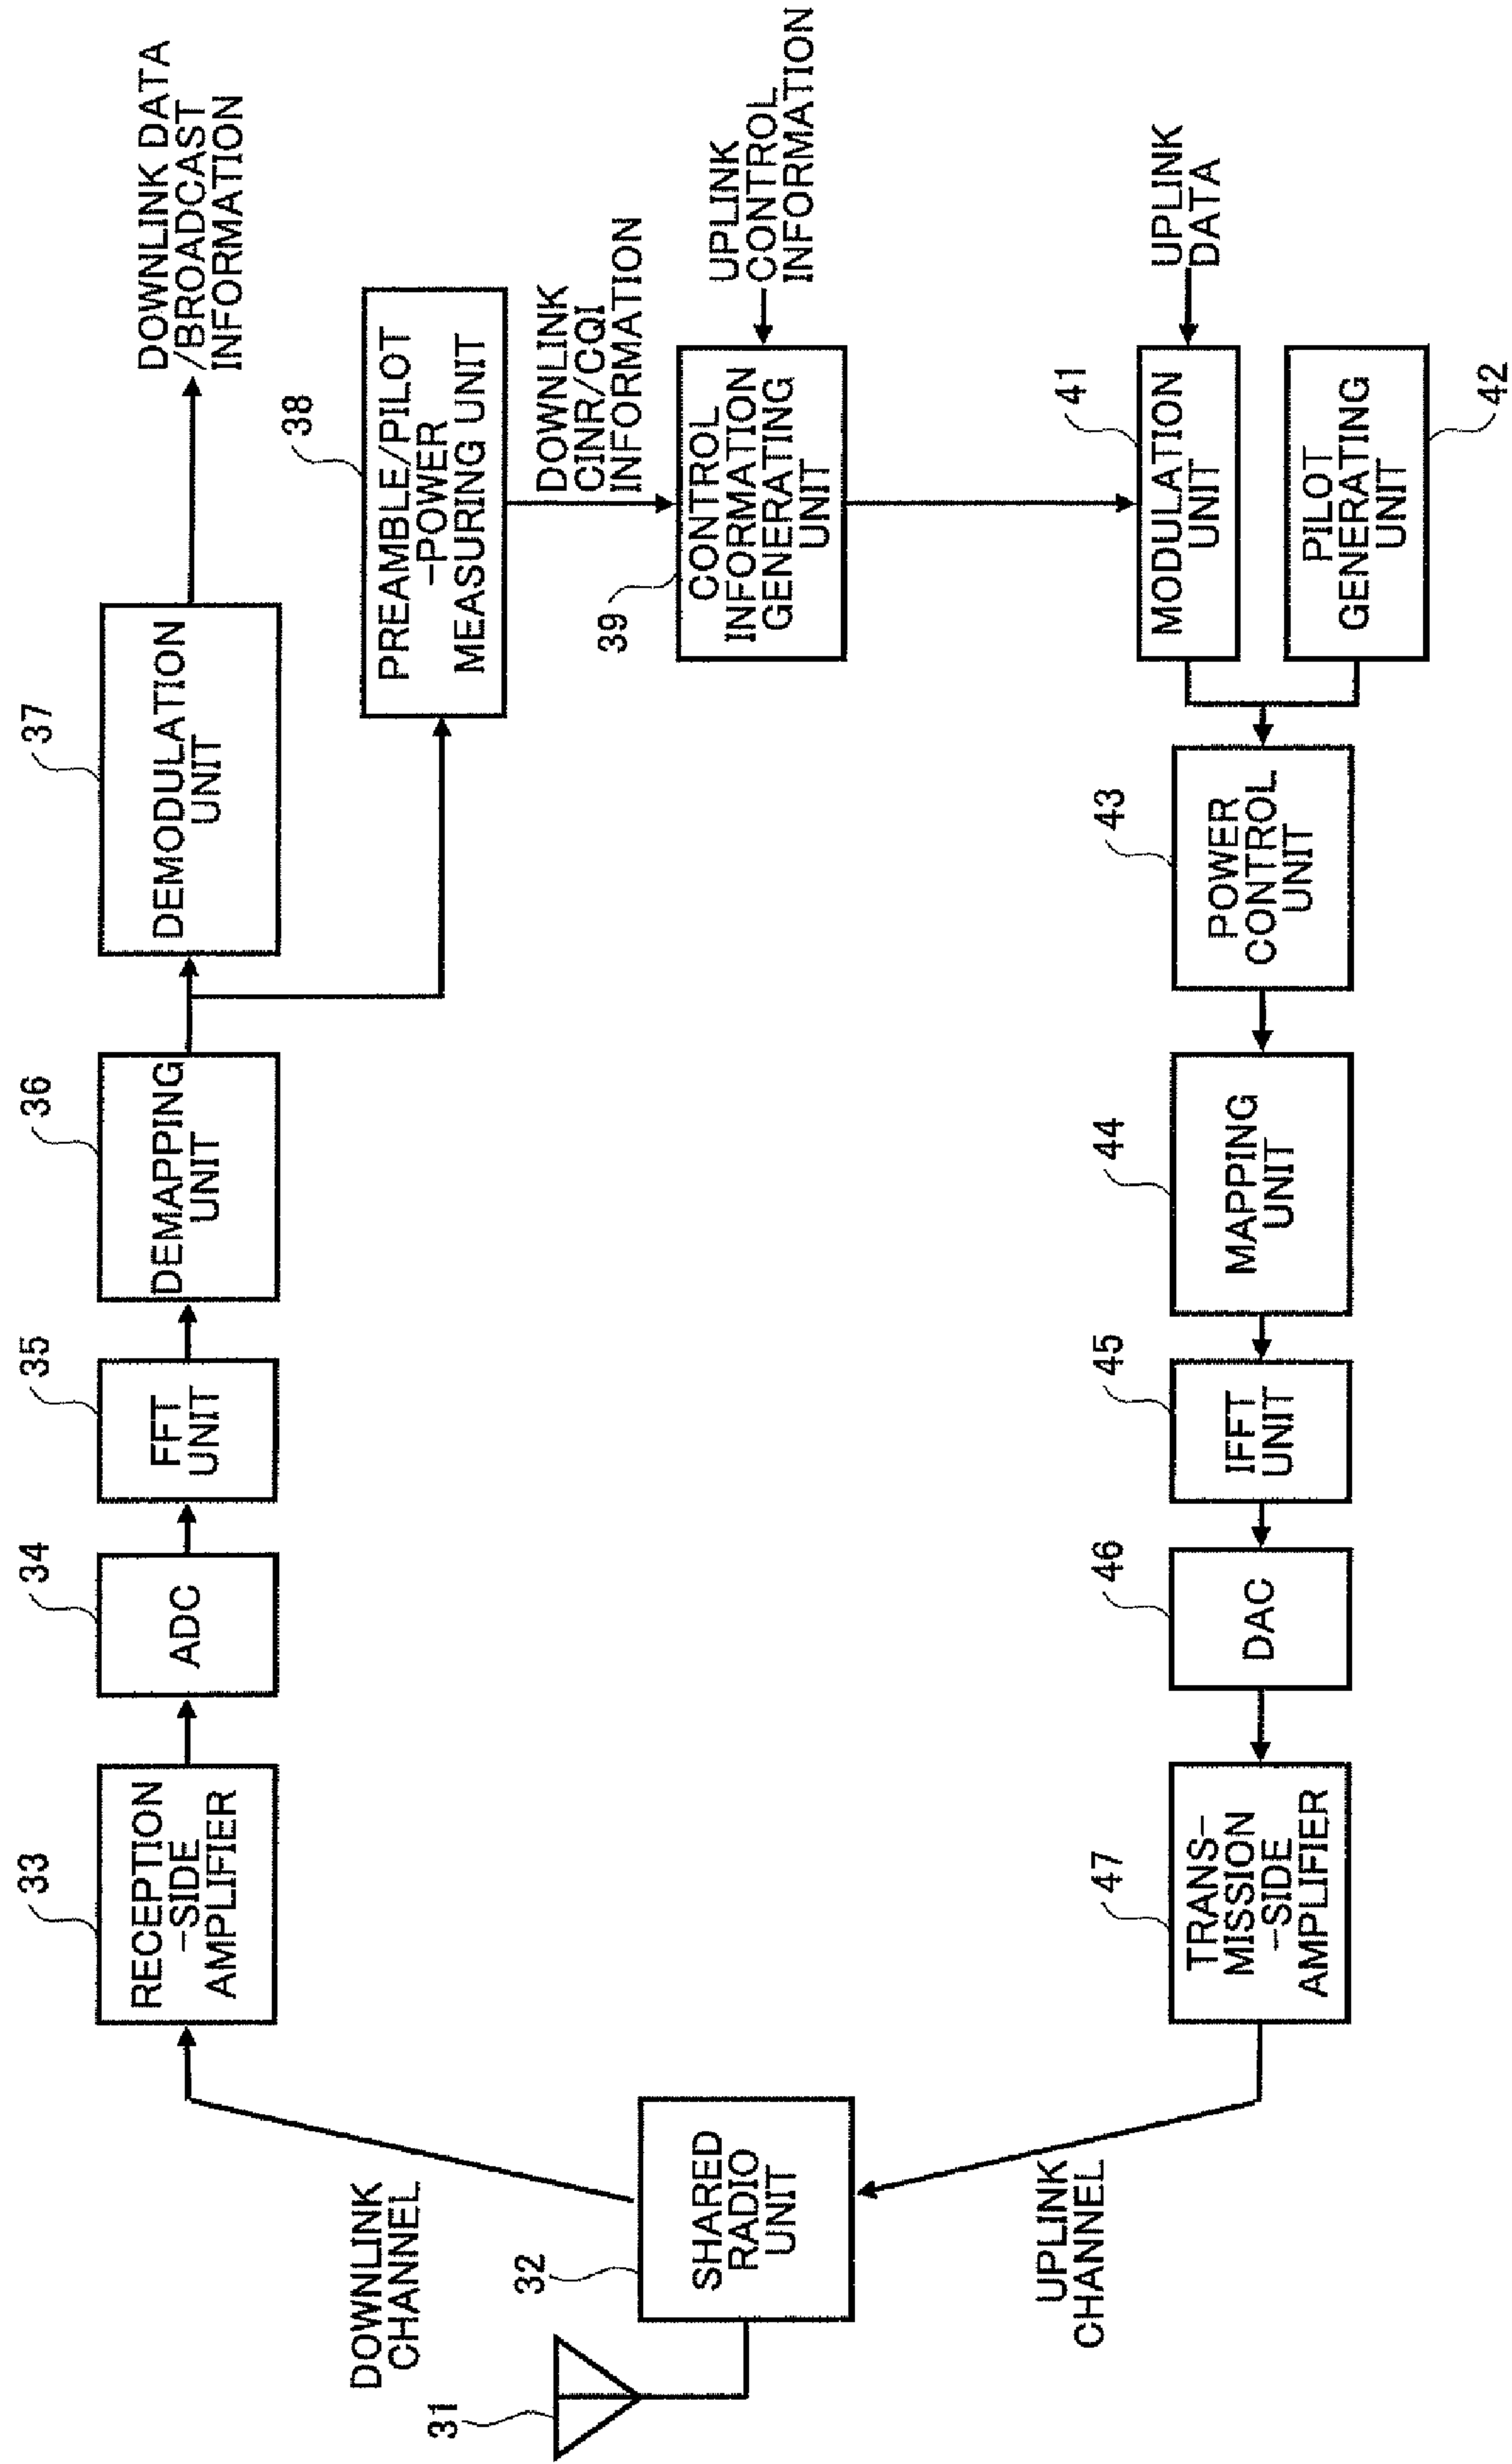 31
32
SHARED
RADIO
UNIT
DOWNLINK
CHANNEL
UPLINK
CHANNEL
33
RECEPTION
-SIDE
AMPLIFIER
34
ADC
35
FFT
UNIT
36
DEMAPPING
UNIT
37
DEMODULATION
UNIT
DOWNLINK DATA
/BROADCAST
INFORMATION
38
PREAMBLE/PILOT
-POWER
MEASURING UNIT
DOWNLINK
CINR/CQI
INFORMATION
39
CONTROL
INFORMATION
GENERATING
UNIT
UPLINK
CONTROL
INFORMATION
41
MODULATION
UNIT
UPLINK
DATA
PILOT
GENERATING
UNIT
42
43
POWER
CONTROL
UNIT
44
MAPPING
UNIT
45
IFFT
UNIT
46
DAC
47
TRANS-
MISSION
-SIDE
AMPLIFIER